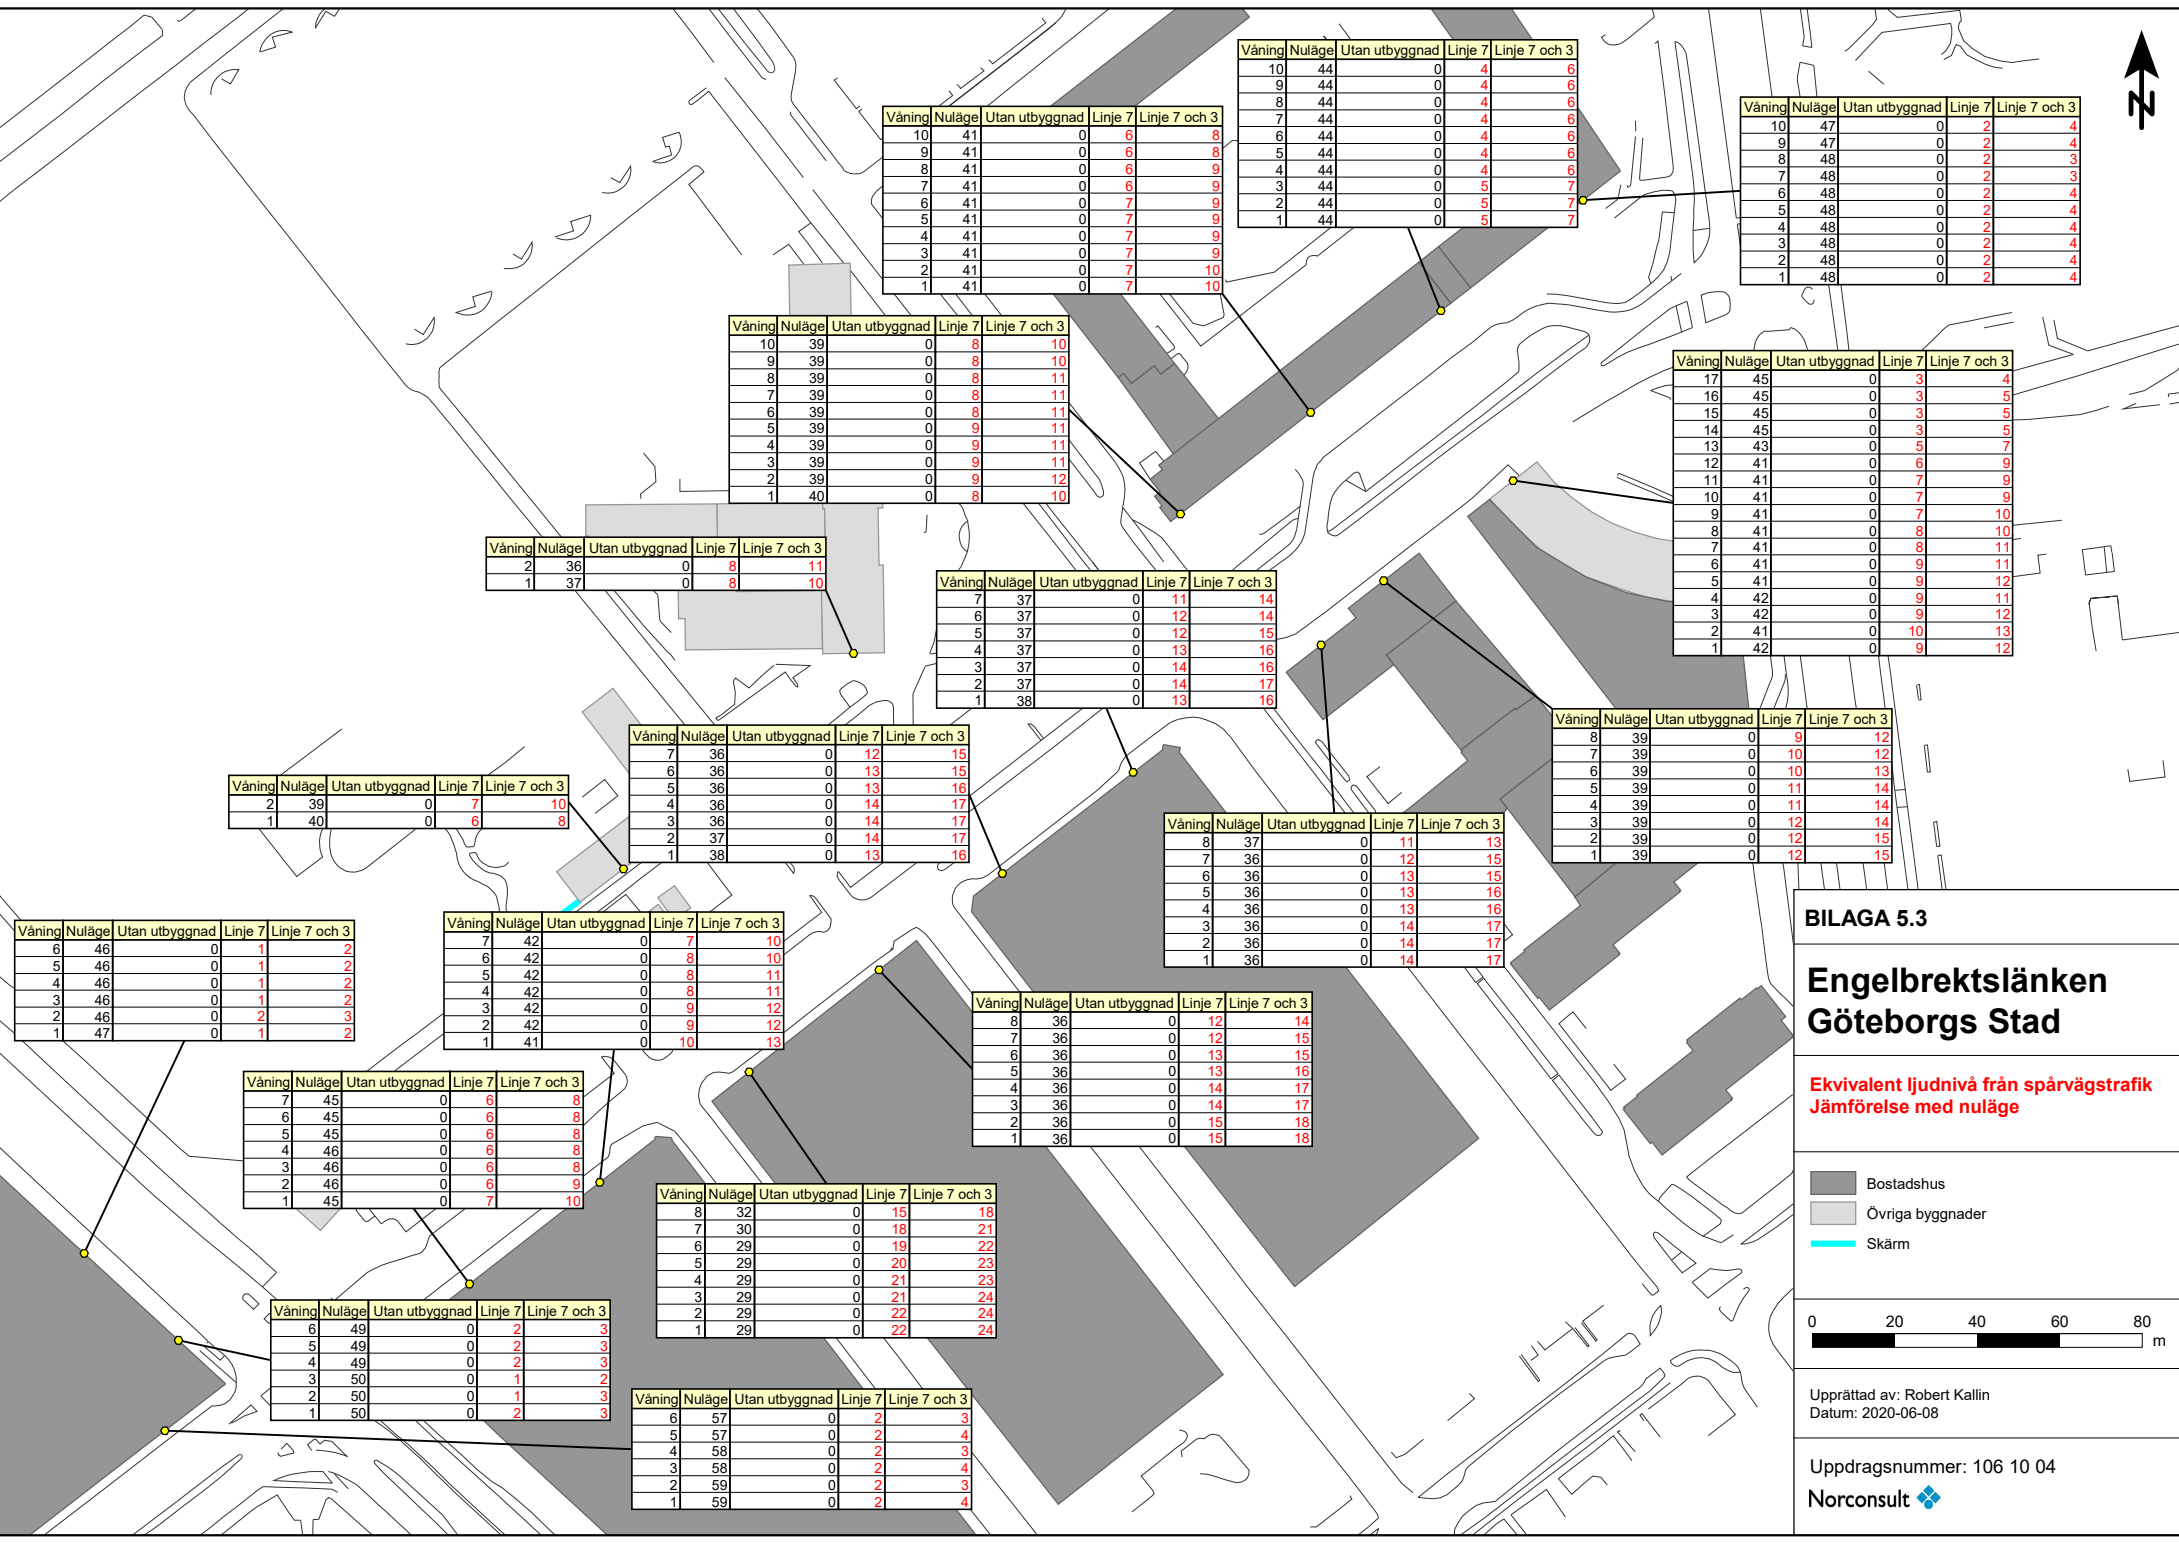 Våning Nuläge Utan utbyggnad Linje 7 Linje 7 och 3
10 44 0 4 6
9 44 0 4 6
8 44 0 4 6
7 44 0 4 6
6 44 0 4 6
5 44 0 4 6
4 44 0 4 6
3 44 0 5 7
2 44 0 5 7
1 44 0 5 7
Våning Nuläge Utan utbyggnad Linje 7 Linje 7 och 3
10 47 0 2 4
9 47 0 2 4
8 48 0 2 3
7 48 0 2 3
6 48 0 2 4
5 48 0 2 4
4 48 0 2 4
3 48 0 2 4
2 48 0 2 4
1 48 0 2 4
N
Våning Nuläge Utan utbyggnad Linje 7 Linje 7 och 3
10 41 0 6 8
9 41 0 6 8
8 41 0 6 9
7 41 0 6 9
6 41 0 7 9
5 41 0 7 9
4 41 0 7 9
3 41 0 7 9
2 41 0 7 10
1 41 0 7 10
Våning Nuläge Utan utbyggnad Linje 7 Linje 7 och 3
10 39 0 8 10
9 39 0 8 10
8 39 0 8 11
7 39 0 8 11
6 39 0 8 11
5 39 0 9 11
4 39 0 9 11
3 39 0 9 11
2 39 0 9 12
1 40 0 8 10
Våning Nuläge Utan utbyggnad Linje 7 Linje 7 och 3
17 45 0 3 4
16 45 0 3 5
15 45 0 3 5
14 45 0 3 5
13 43 0 5 7
12 41 0 6 9
11 41 0 7 9
10 41 0 7 9
9 41 0 7 10
8 41 0 8 10
7 41 0 8 11
6 41 0 9 11
5 41 0 9 12
4 42 0 9 11
3 42 0 9 12
2 41 0 10 13
1 42 0 9 12
Våning Nuläge Utan utbyggnad Linje 7 Linje 7 och 3
2 36 0 8 11
1 37 0 8 10
Våning Nuläge Utan utbyggnad Linje 7 Linje 7 och 3
7 37 0 11 14
6 37 0 12 14
5 37 0 12 15
4 37 0 13 16
3 37 0 14 16
2 37 0 14 17
1 38 0 13 16
Våning Nuläge Utan utbyggnad Linje 7 Linje 7 och 3
8 39 0 9 12
7 39 0 10 12
6 39 0 10 13
5 39 0 11 14
4 39 0 11 14
3 39 0 12 14
2 39 0 12 15
1 39 0 12 15
Våning Nuläge Utan utbyggnad Linje 7 Linje 7 och 3
7 36 0 12 15
6 36 0 13 15
5 36 0 13 16
4 36 0 14 17
3 36 0 14 17
2 37 0 14 17
1 38 0 13 16
Våning Nuläge Utan utbyggnad Linje 7 Linje 7 och 3
2 39 0 7 10
1 40 0 6 8
Våning Nuläge Utan utbyggnad Linje 7 Linje 7 och 3
8 37 0 11 13
7 36 0 12 15
6 36 0 13 15
5 36 0 13 16
4 36 0 13 16
3 36 0 14 17
2 36 0 14 17
1 36 0 14 17
Våning Nuläge Utan utbyggnad Linje 7 Linje 7 och 3
6 46 0 1 2
5 46 0 1 2
4 46 0 1 2
3 46 0 1 2
2 46 0 2 3
1 47 0 1 2
Våning Nuläge Utan utbyggnad Linje 7 Linje 7 och 3
7 42 0 7 10
6 42 0 8 10
5 42 0 8 11
4 42 0 8 11
3 42 0 9 12
2 42 0 9 12
1 41 0 10 13
Våning Nuläge Utan utbyggnad Linje 7 Linje 7 och 3
8 36 0 12 14
7 36 0 12 15
6 36 0 13 15
5 36 0 13 16
4 36 0 14 17
3 36 0 14 17
2 36 0 15 18
1 36 0 15 18
Våning Nuläge Utan utbyggnad Linje 7 Linje 7 och 3
7 45 0 6 8
6 45 0 6 8
5 45 0 6 8
4 46 0 6 8
3 46 0 6 8
2 46 0 6 9
1 45 0 7 10
Våning Nuläge Utan utbyggnad Linje 7 Linje 7 och 3
8 32 0 15 18
7 30 0 18 21
6 29 0 19 22
5 29 0 20 23
4 29 0 21 23
3 29 0 21 24
2 29 0 22 24
1 29 0 22 24
Våning Nuläge Utan utbyggnad Linje 7 Linje 7 och 3
6 49 0 2 3
5 49 0 2 3
4 49 0 2 3
3 50 0 1 2
2 50 0 1 3
1 50 0 2 3
Våning Nuläge Utan utbyggnad Linje 7 Linje 7 och 3
6 57 0 2 3
5 57 0 2 4
4 58 0 2 3
3 58 0 2 4
2 59 0 2 3
1 59 0 2 4
BILAGA 5.3
Engelbrektslänken
Göteborgs Stad
Ekvivalent ljudnivå från spårvägstrafik
Jämförelse med nuläge
Bostadshus
Övriga byggnader
Skärm
0 20 40 60 80
m
Upprättad av: Robert Kallin
Datum: 2020-06-08
Uppdragsnummer: 106 10 04
Norconsult